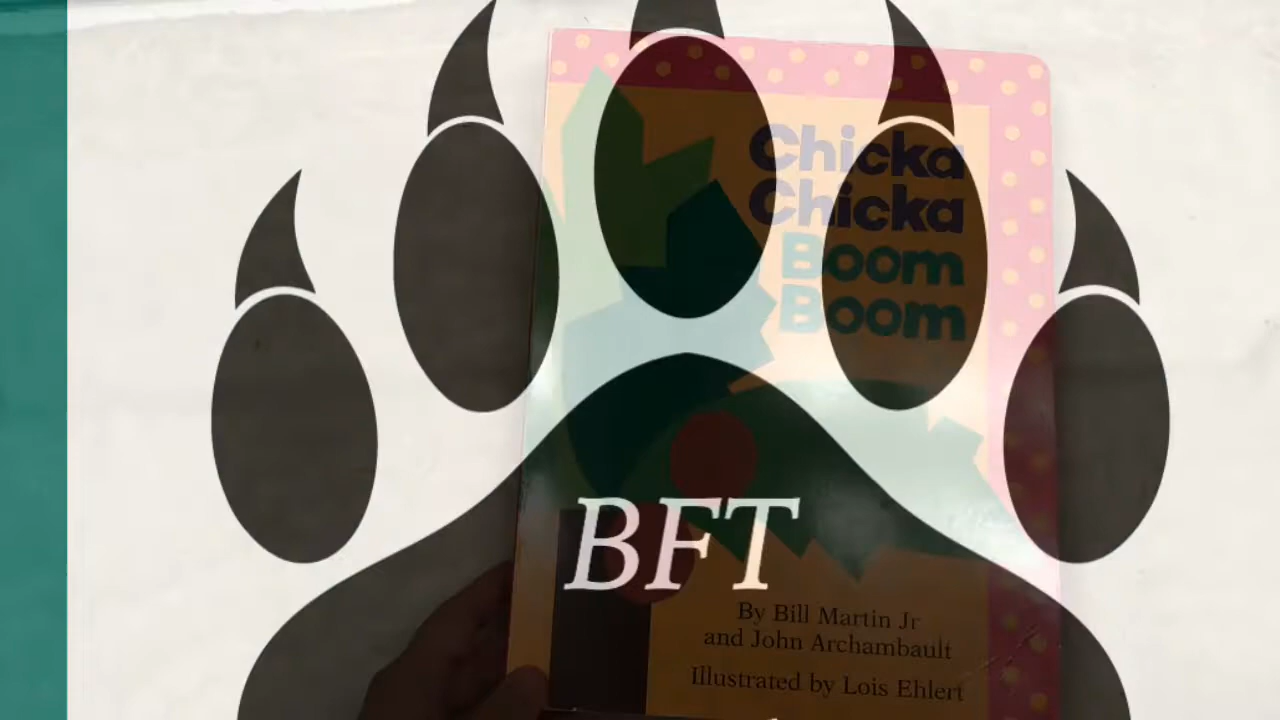 Chicka
Chicka
Boom
Boom
BFT
By Bill Martin Jr
and John Archambault
Illustrated by Lois Ehlert